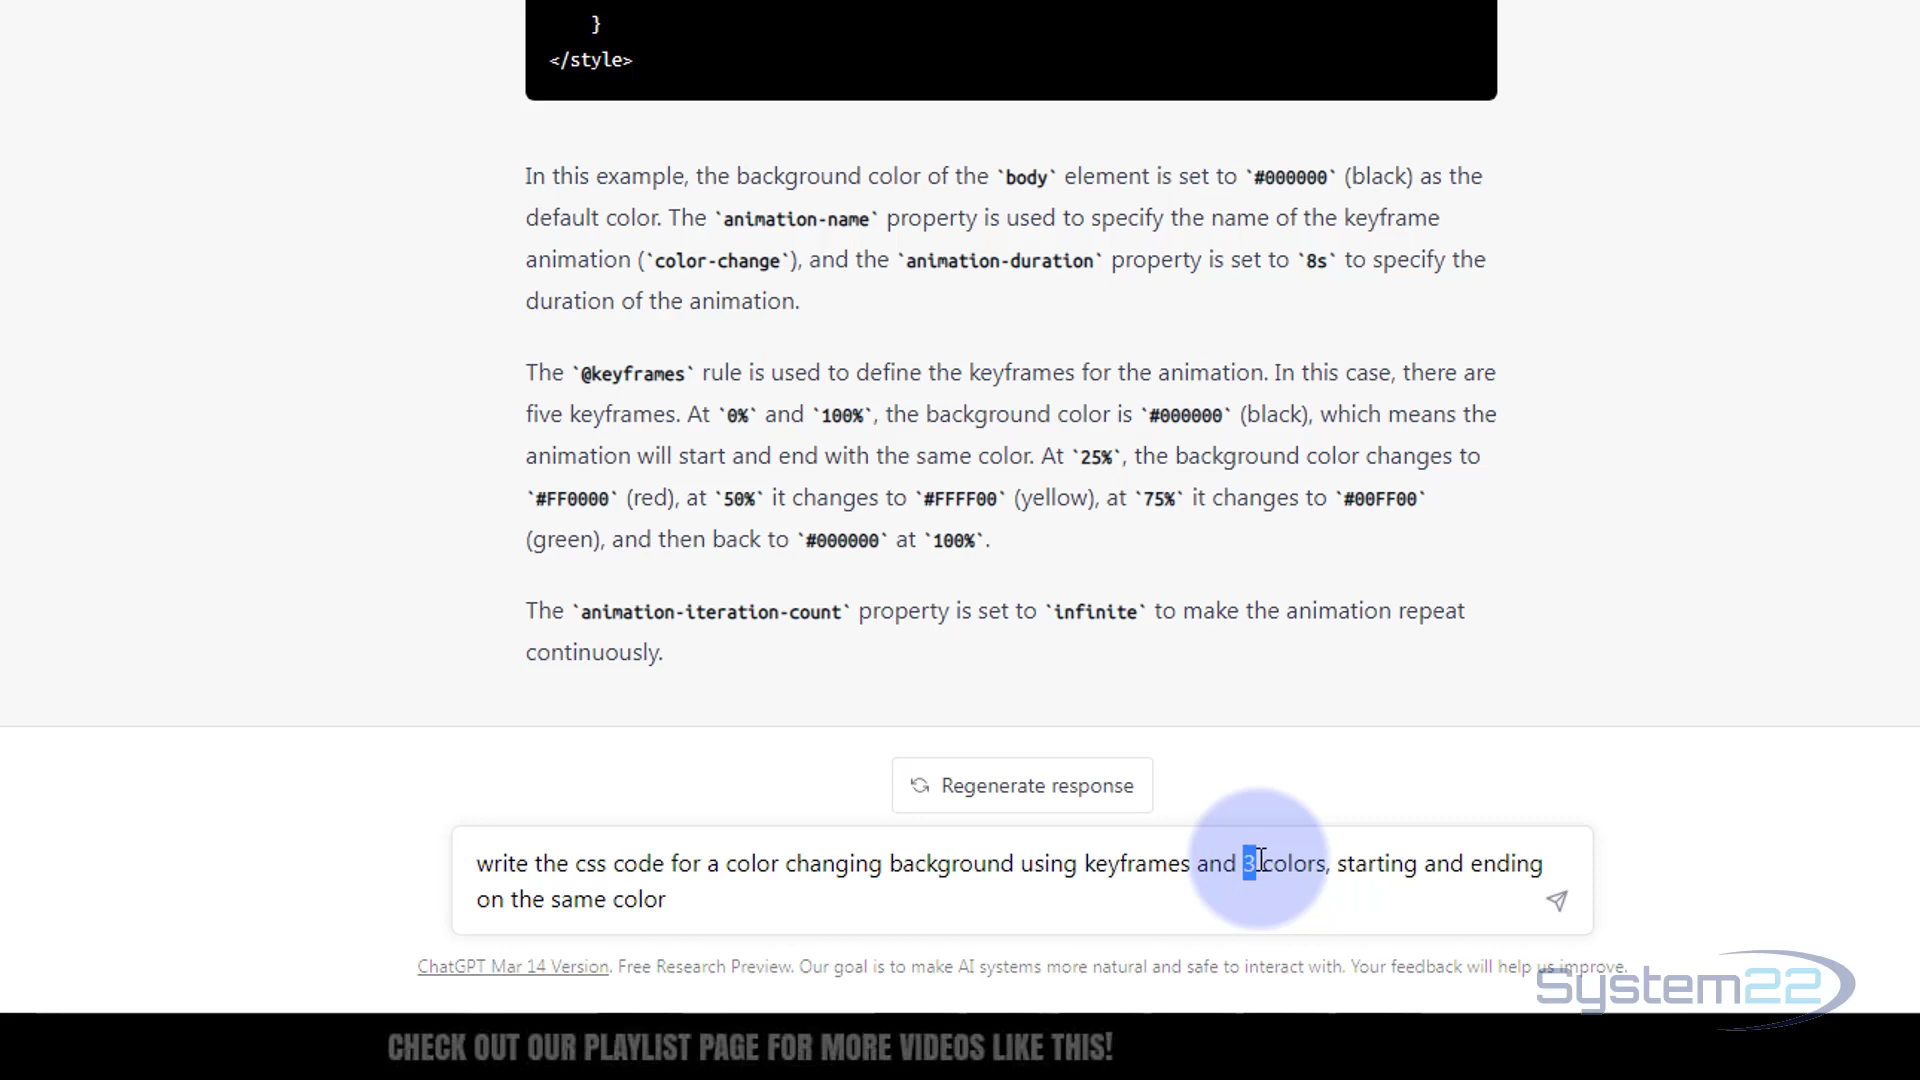 }
</style>
In this example, the background color of the `body` element is set to `#000000` (black) as the
default color. The `animation-name` property is used to specify the name of the keyframe
animation (`color-change`), and the `animation-duration` property is set to `8s` to specify the
duration of the animation.
The `@keyframes` rule is used to define the keyframes for the animation. In this case, there are
five keyframes. At `0%` and `100%`, the background color is `#000000` (black), which means the
animation will start and end with the same color. At `25%`, the background color changes to
`#FF0000` (red), at `50%` it changes to `#FFFF00` (yellow), at `75%` it changes to `#00FF00`
(green), and then back to `#000000` at `100%`.
The `animation-iteration-count` property is set to `infinite` to make the animation repeat
continuously.
Regenerate response
write the css code for a color changing background using keyframes and 3 colors, starting and ending
on the same color
ChatGPT Mar 14 Version. Free Research Preview. Our goal is to make AI systems more natural and safe to interact with. Your feedback will help us improve.
System22
CHECK OUT OUR PLAYLIST PAGE FOR MORE VIDEOS LIKE THIS!